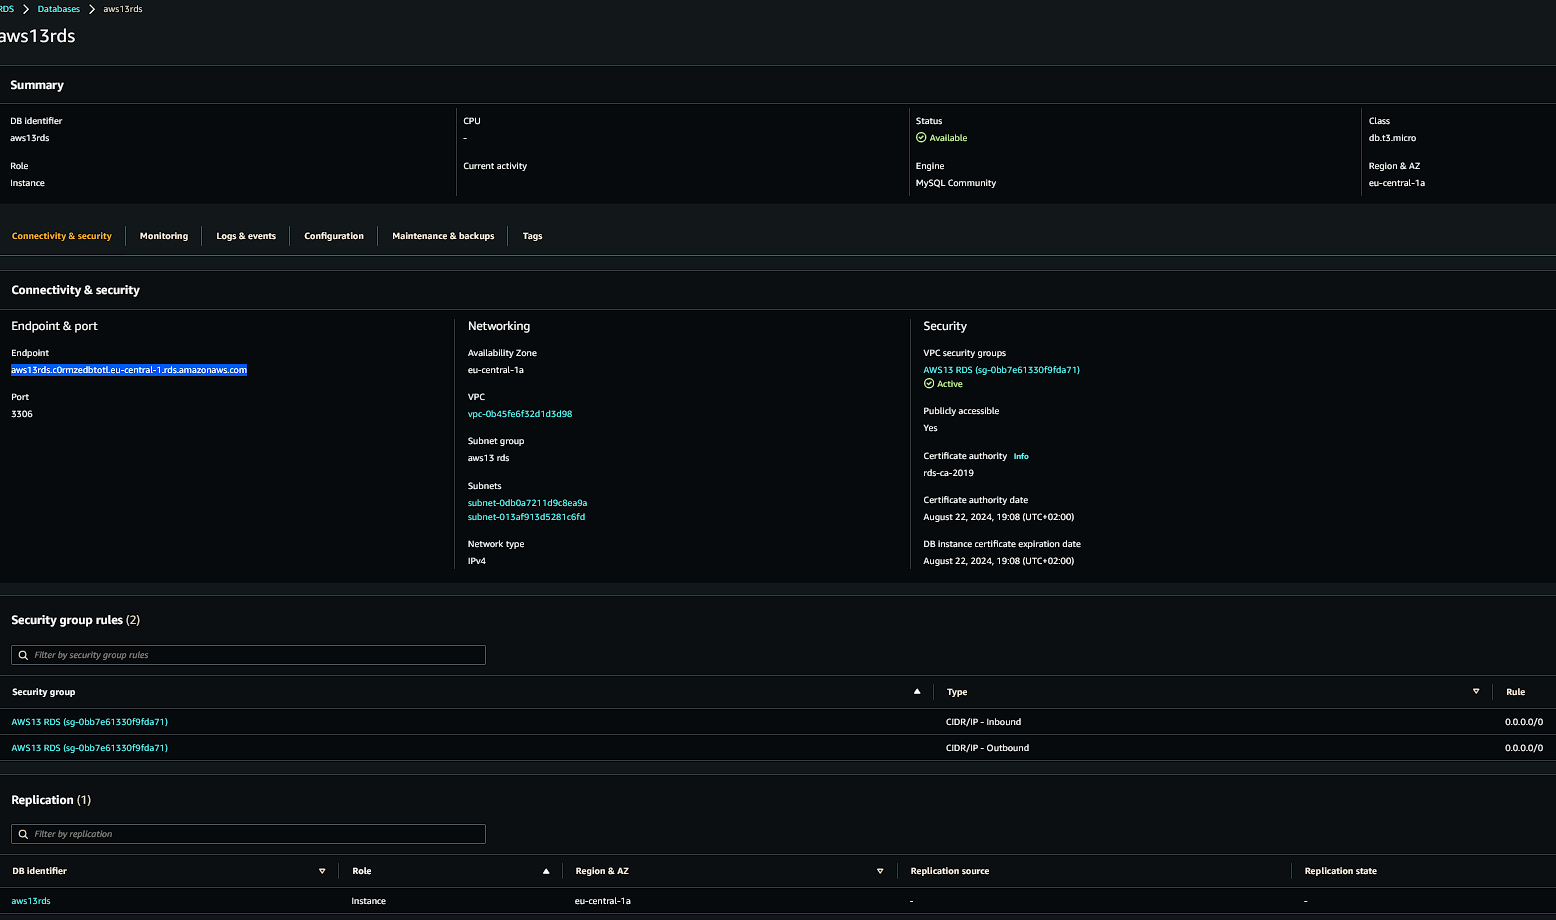 RDS > Databases > aws13rds
aws13rds
Summary
DB identifier
aws13rds
CPU
-
Status
Available
Class
db.t3.micro
Role
Instance
Current activity
Engine
MySQL Community
Region & AZ
eu-central-1a
Connectivity & security
Monitoring
Logs & events
Configuration
Maintenance & backups
Tags
Connectivity & security
Endpoint & port
Endpoint
aws13rds.c0rmzedbtotl.eu-central-1.rds.amazonaws.com
Port
3306
Networking
Availability Zone
eu-central-1a
VPC
vpc-0b45fe6f32d1d3d98
Subnet group
aws13 rds
Subnets
subnet-0db0a7211d9c8ea9a
subnet-013af913d5281c6fd
Network type
IPv4
Security
VPC security groups
AWS13 RDS (sg-0bb7e61330f9fda71)
Active
Publicly accessible
Yes
Certificate authority Info
rds-ca-2019
Certificate authority date
August 22, 2024, 19:08 (UTC+02:00)
DB instance certificate expiration date
August 22, 2024, 19:08 (UTC+02:00)
Security group rules (2)
Filter by security group rules
Security group Type Rule
AWS13 RDS (sg-0bb7e61330f9fda71) CIDR/IP - Inbound 0.0.0.0/0
AWS13 RDS (sg-0bb7e61330f9fda71) CIDR/IP - Outbound 0.0.0.0/0
Replication (1)
Filter by replication
DB identifier Role Region & AZ Replication source Replication state
aws13rds Instance eu-central-1a - -